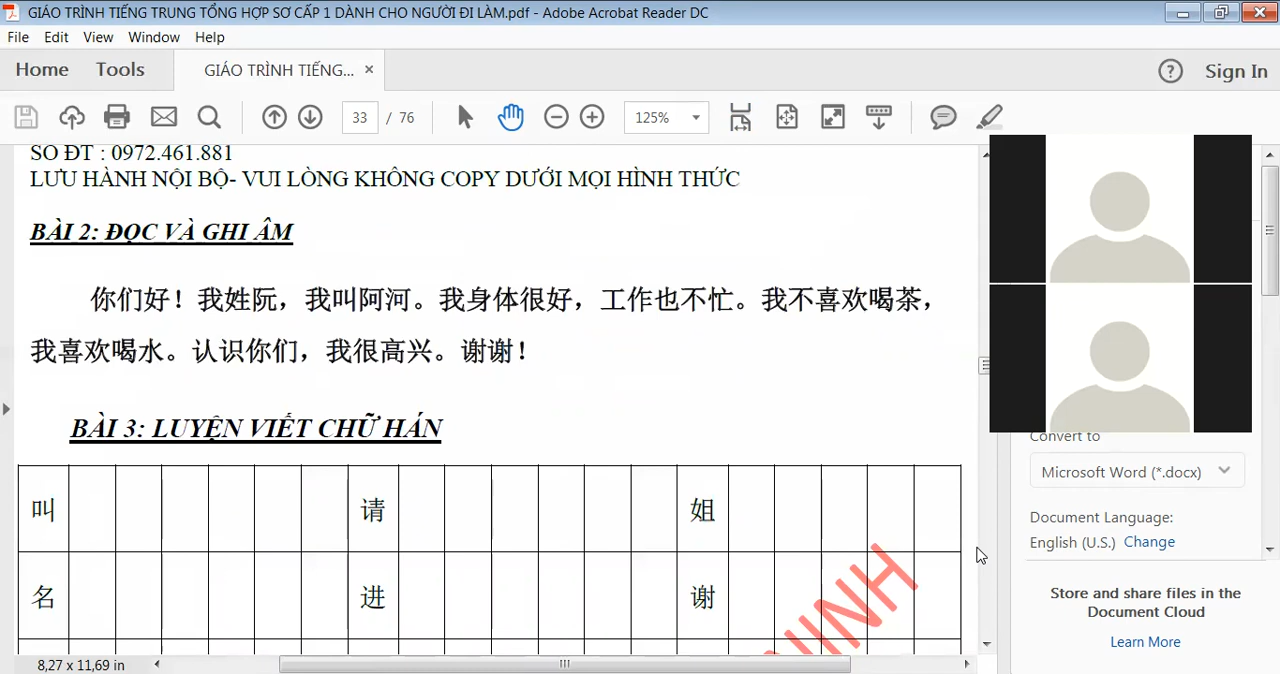 GIÁO TRÌNH TIẾNG TRUNG TỔNG HỢP SƠ CẤP 1 DÀNH CHO NGƯỜI ĐI LÀM.pdf - Adobe Acrobat Reader DC
File Edit View Window Help
Home Tools GIÁO TRÌNH TIẾNG... × ? Sign In
33 / 76 125%
SO ĐT : 0972.461.881
LƯU HÀNH NỘI BỘ- VUI LÒNG KHÔNG COPY DƯỚI MỌI HÌNH THỨC
BÀI 2: ĐỌC VÀ GHI ÂM
你们好！我姓阮，我叫阿河。我身体很好，工作也不忙。我不喜欢喝茶，
我喜欢喝水。认识你们，我很高兴。谢谢！
BÀI 3: LUYỆN VIẾT CHỮ HÁN
叫 请 姐
名 进 谢
INH
Convert to
Microsoft Word (*.docx)
Document Language:
English (U.S.) Change
Store and share files in the
Document Cloud
Learn More
8,27 x 11,69 in